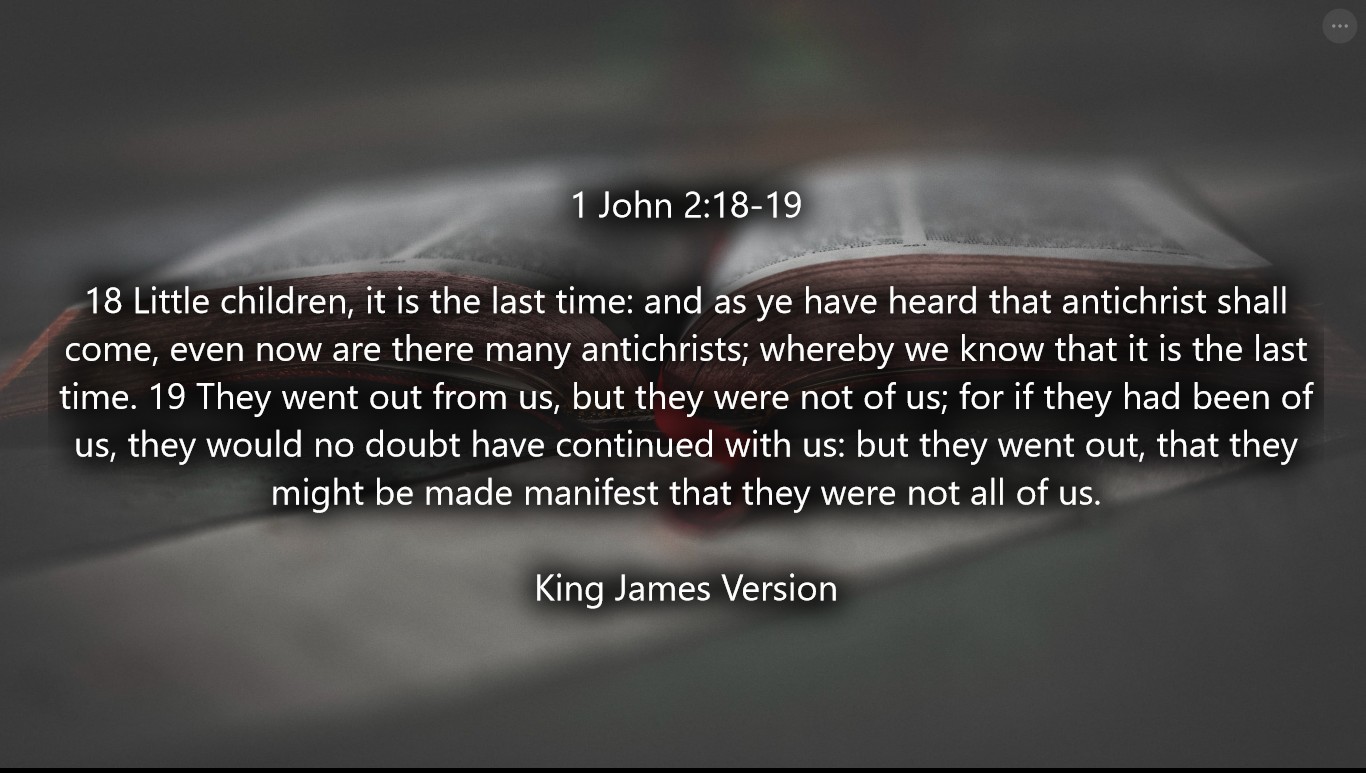 1 John 2:18-19
18 Little children, it is the last time: and as ye have heard that antichrist shall
come, even now are there many antichrists; whereby we know that it is the last
time. 19 They went out from us, but they were not of us; for if they had been of
us, they would no doubt have continued with us: but they went out, that they
might be made manifest that they were not all of us.
King James Version